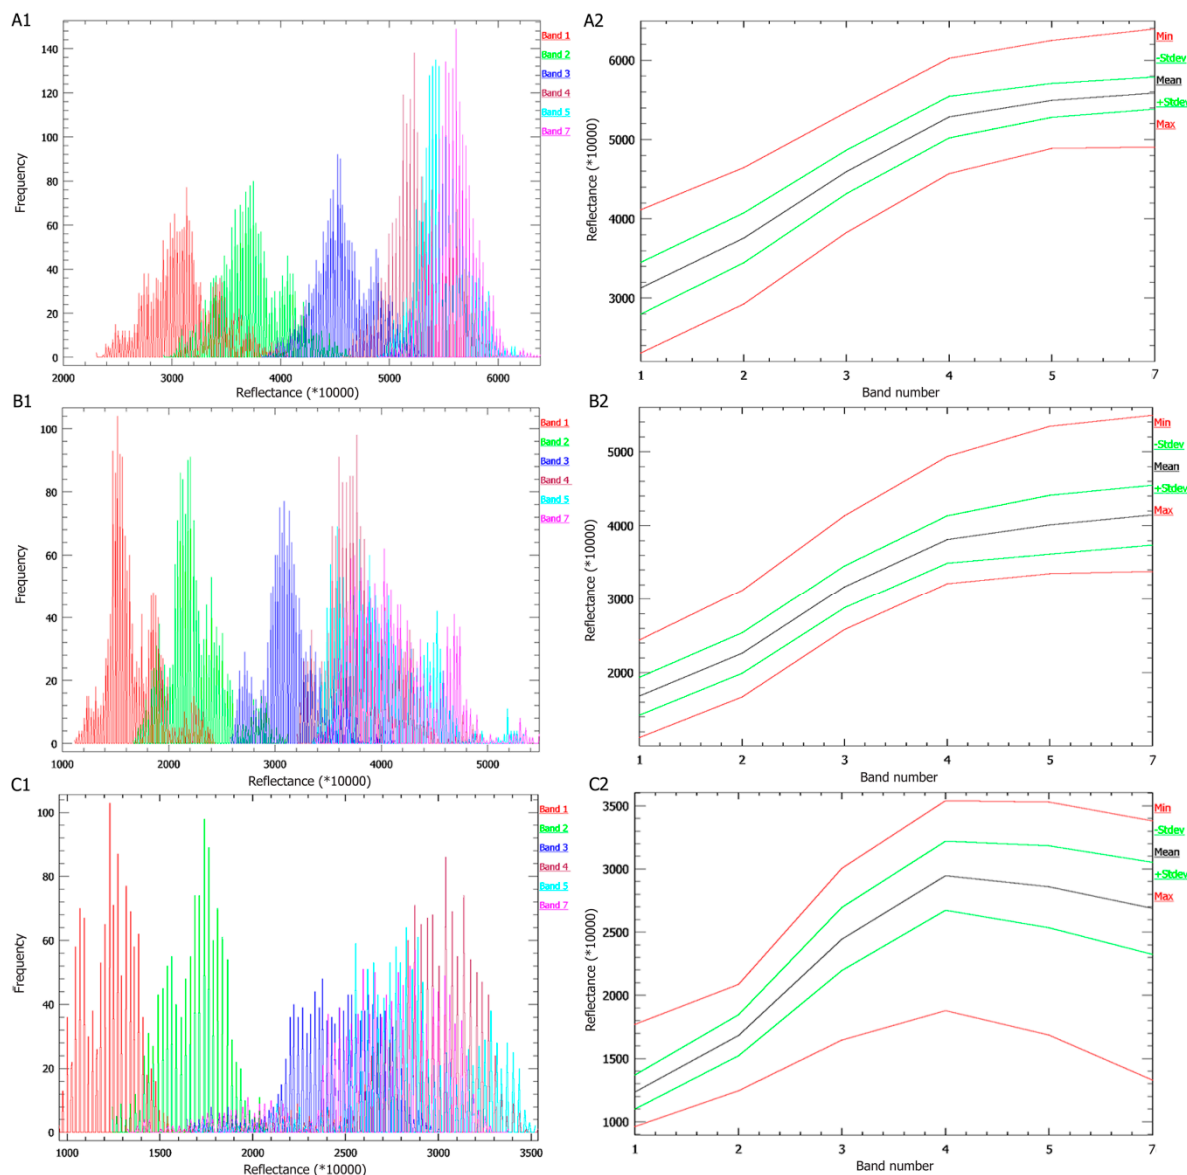 A1
Band 1
Band 2
Band 3
Band 4
Band 5
Band 7
Frequency
140
120
100
80
60
40
20
0
2000 3000 4000 5000 6000
Reflectance (*10000)
A2
Min
-Stdev
Mean
+Stdev
Max
Reflectance (*10000)
6000
5000
4000
3000
1 2 3 4 5 7
Band number
B1
Band 1
Band 2
Band 3
Band 4
Band 5
Band 7
Frequency
100
80
60
40
20
0
1000 2000 3000 4000 5000
Reflectance (*10000)
B2
Min
-Stdev
Mean
+Stdev
Max
Reflectance (*10000)
5000
4000
3000
2000
1 2 3 4 5 7
Band number
C1
Band 1
Band 2
Band 3
Band 4
Band 5
Band 7
Frequency
100
80
60
40
20
0
1000 1500 2000 2500 3000 3500
Reflectance (*10000)
C2
Min
-Stdev
Mean
+Stdev
Max
Reflectance (*10000)
3500
3000
2500
2000
1500
1000
1 2 3 4 5 7
Band number